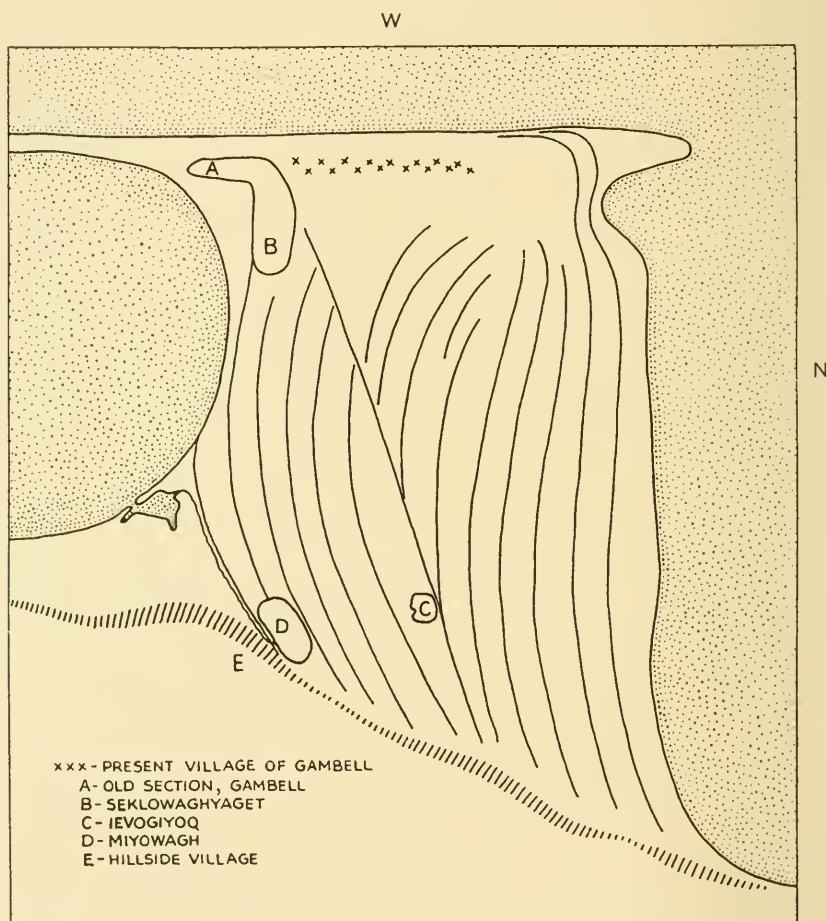 W
A
B
N
C
D
E
xxx-PRESENT VILLAGE OF GAMBELL
A-OLD SECTION, GAMBELL
B-SEKLOWAGHYAGET
C-IEVOGIYOQ
D-MIYOWAGH
E-HILLSIDE VILLAGE